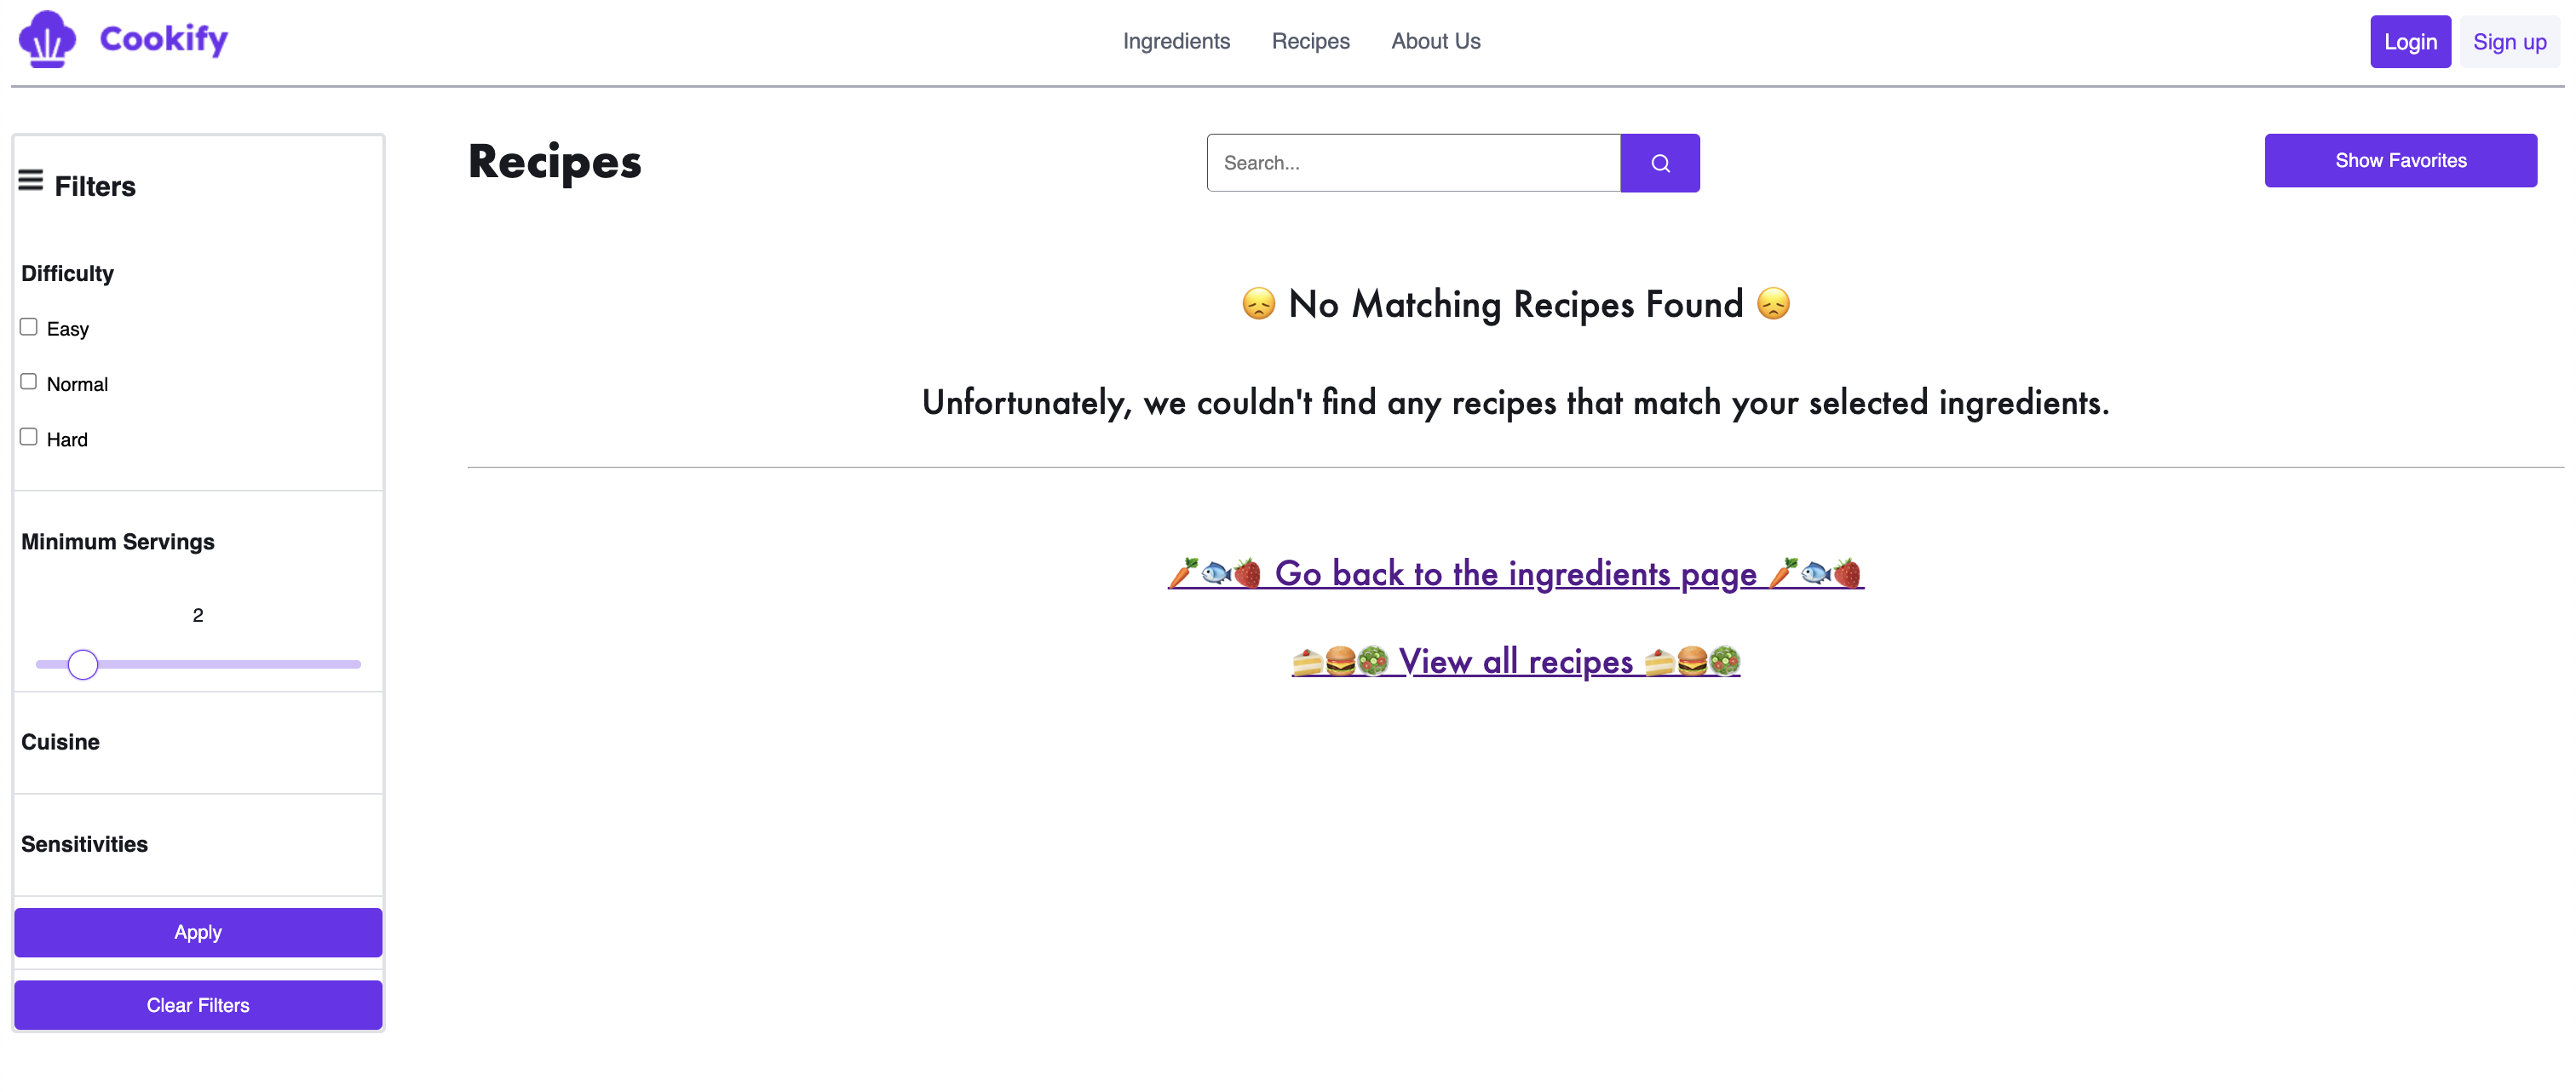 Cookify
Ingredients Recipes About Us
Login Sign up
Filters
Difficulty
Easy
Normal
Hard
Minimum Servings
2
Cuisine
Sensitivities
Apply
Clear Filters
Recipes
Search...
Show Favorites
😞 No Matching Recipes Found 😞
Unfortunately, we couldn't find any recipes that match your selected ingredients.
🥕🐟🍓 Go back to the ingredients page 🥕🐟🍓
🍰🍔🥗 View all recipes 🍰🍔🥗